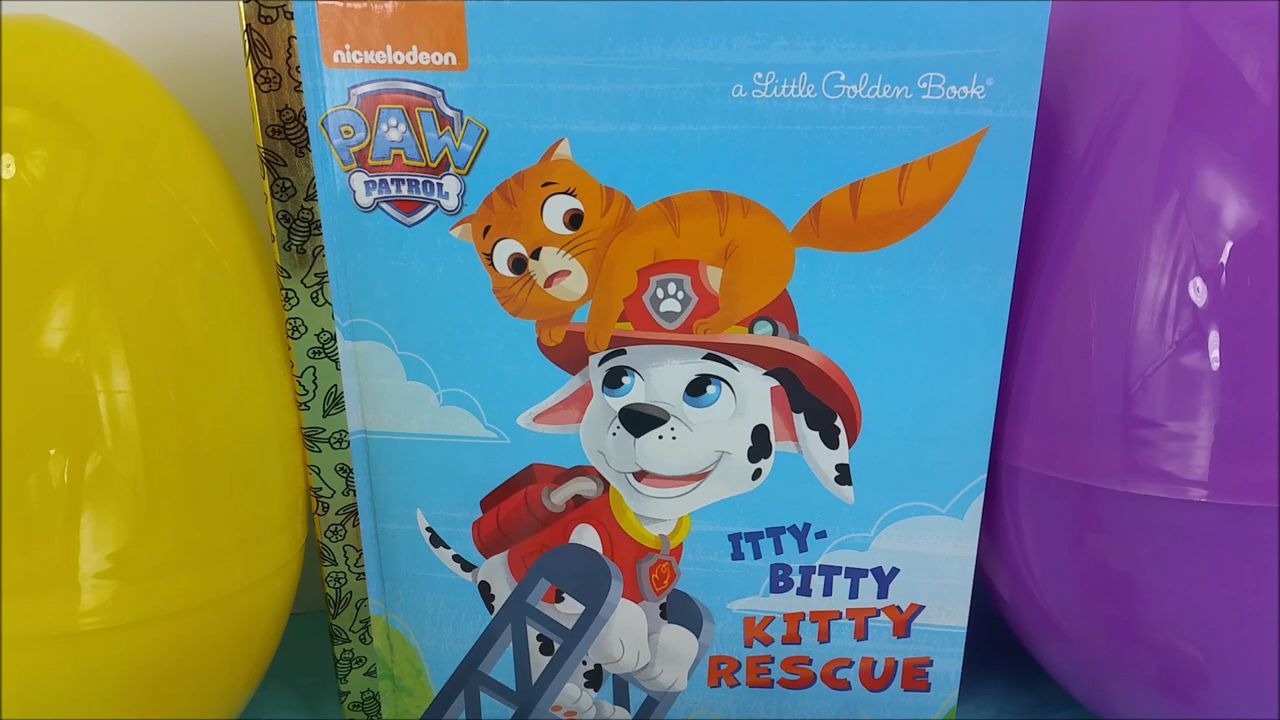 nickelodeon
a Little Golden Book®
PAW
PATROL
ITTY-
BITTY
KITTY
RESCUE